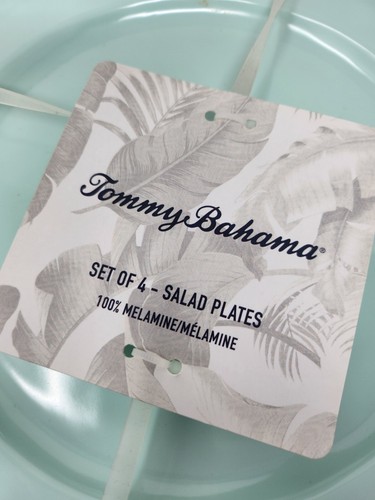 Tommy Bahama®
SET OF 4 - SALAD PLATES
100% MELAMINE/MÉLAMINE